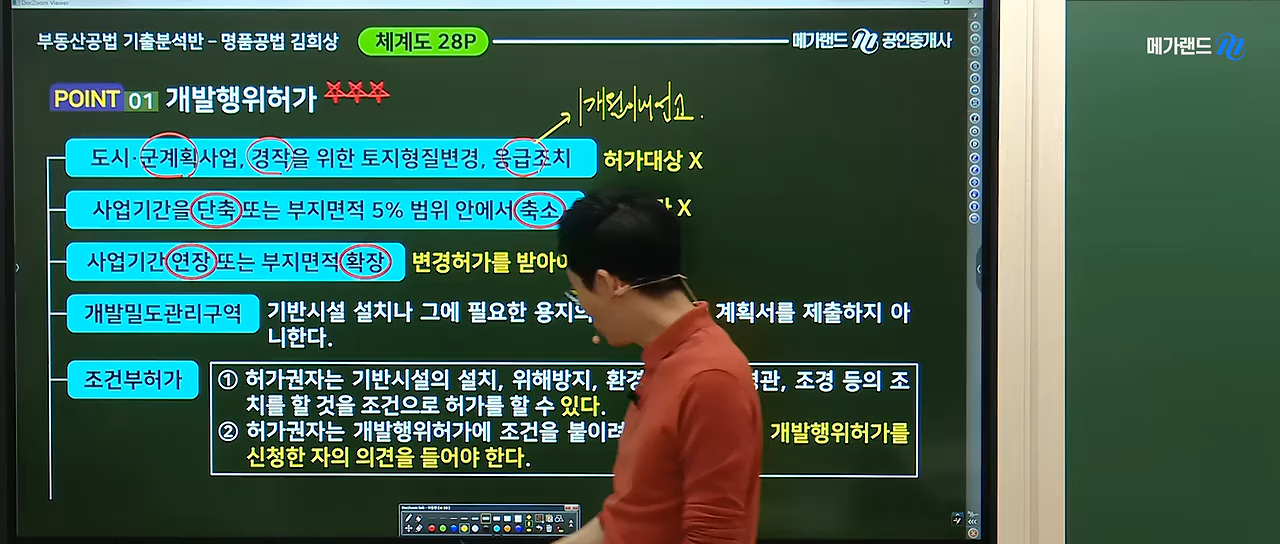 DocZoom Viewer
부동산공법 기출분석반 – 명품공법 김희상
체계도 28P
메가랜드 공인중개사
메가랜드
POINT 01 개발행위허가
1개월이내신고.
도시·군계획사업, 경작을 위한 토지형질변경, 응급조치 허가대상 X
사업기간을 단축 또는 부지면적 5% 범위 안에서 축소 X
사업기간 연장 또는 부지면적 확장 변경허가를 받아야
개발밀도관리구역 기반시설 설치나 그에 필요한 용지의 계획서를 제출하지 아
니한다.
조건부허가
① 허가권자는 기반시설의 설치, 위해방지, 환경 조경 등의 조
치를 할 것을 조건으로 허가를 할 수 있다.
② 허가권자는 개발행위허가에 조건을 붙이려 개발행위허가를
신청한 자의 의견을 들어야 한다.